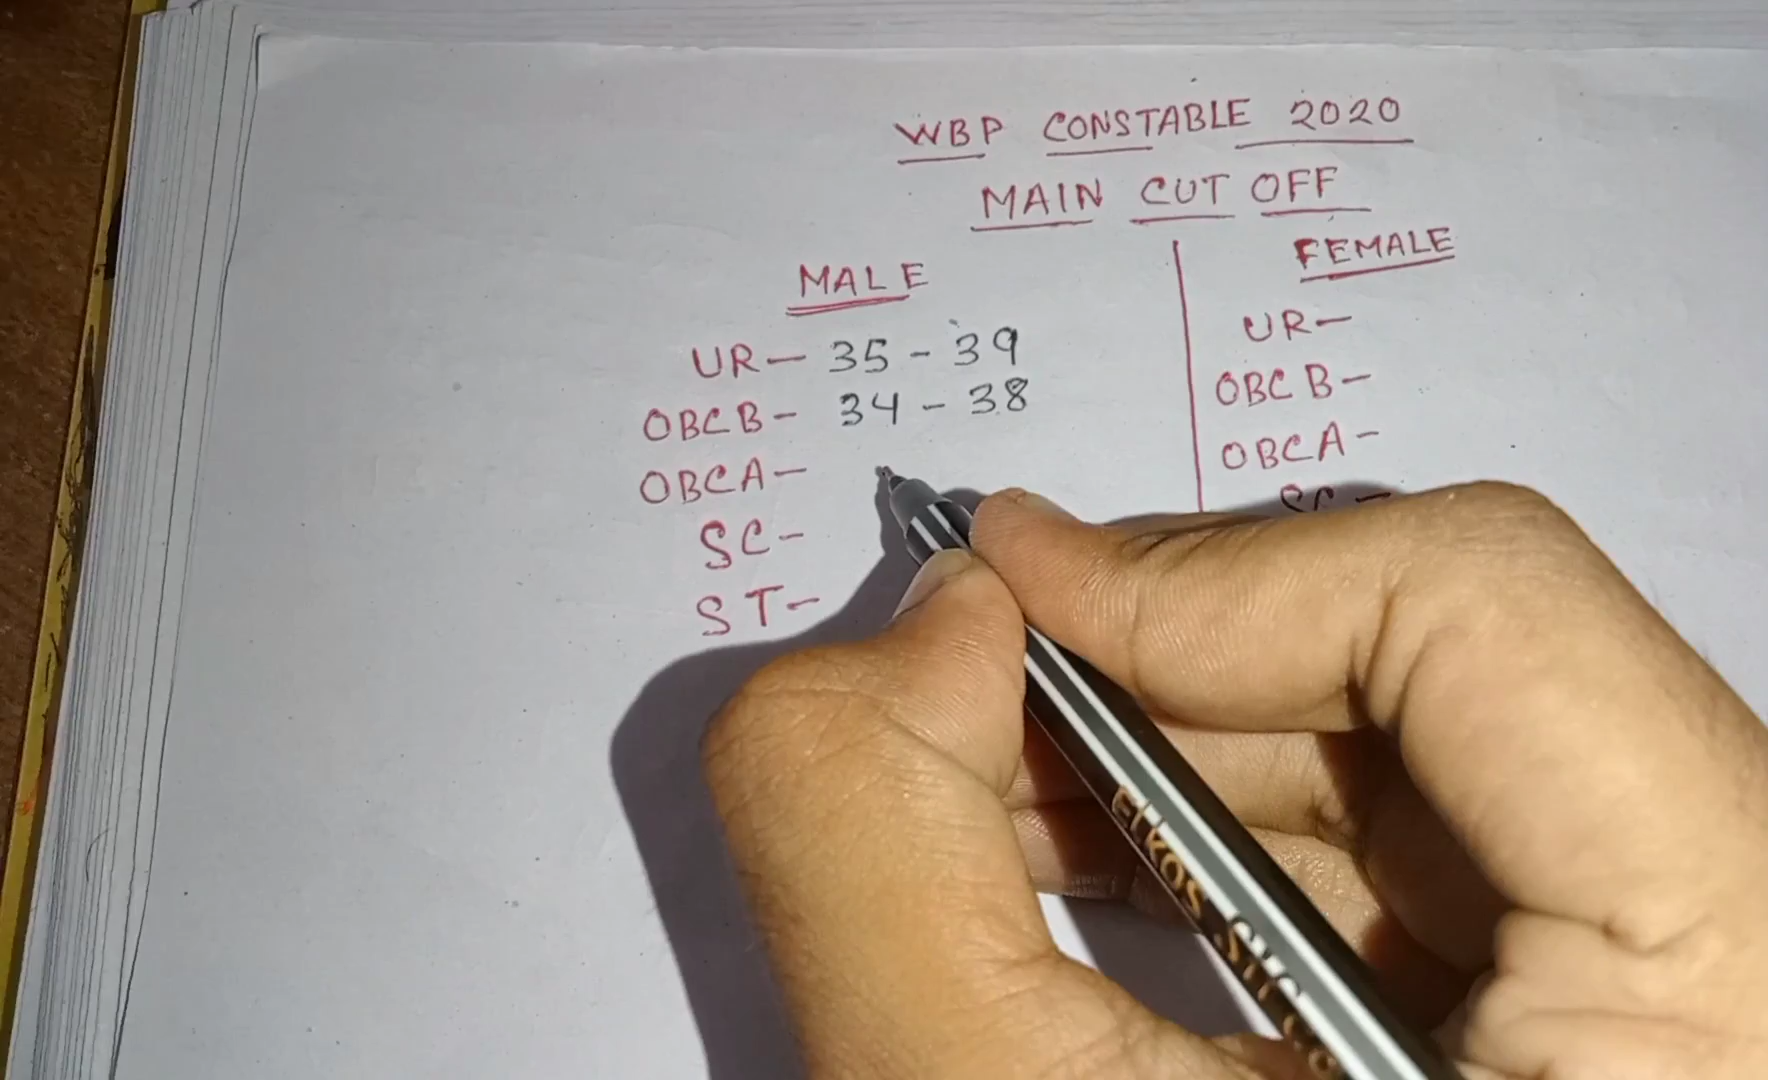 WBP CONSTABLE 2020
MAIN CUT OFF
MALE
UR- 35 - 39
OBCB- 34 - 38
OBCA-
SC-
ST-
FEMALE
UR-
OBC B-
OBCA-
SC-
Elkos